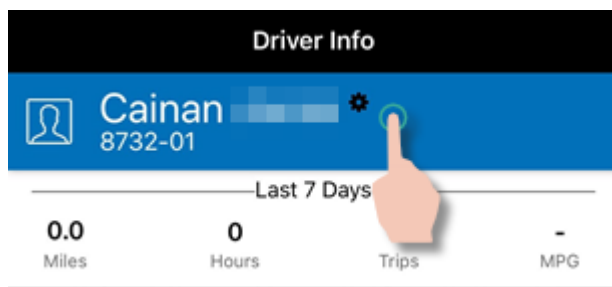 Driver Info
Cainan
8732-01
Last 7 Days
0.0 0 -
Miles Hours Trips MPG